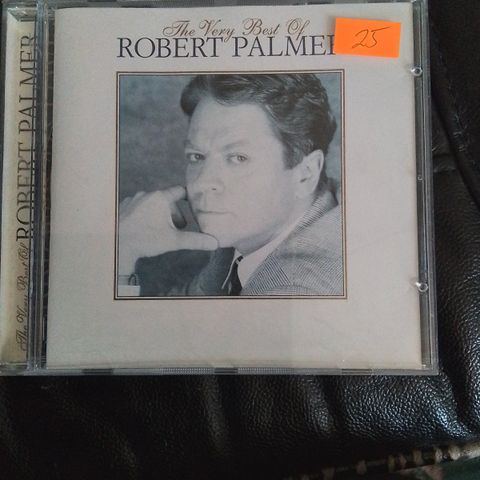 The Very Best Of
ROBERT PALMER
25
The Very Best Of ROBERT PALMER